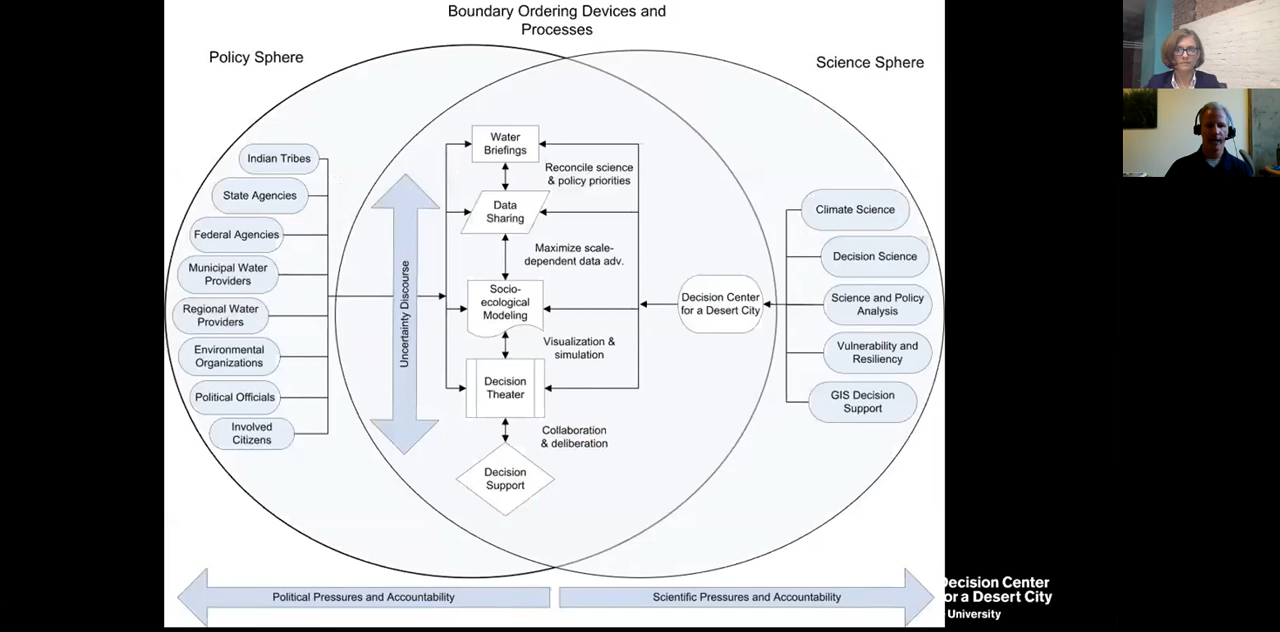 Boundary Ordering Devices and
Processes
Policy Sphere
Science Sphere
Indian Tribes
State Agencies
Federal Agencies
Municipal Water
Providers
Regional Water
Providers
Environmental
Organizations
Political Officials
Involved
Citizens
Uncertainty Discourse
Water
Briefings
Reconcile science
& policy priorities
Data
Sharing
Maximize scale-
dependent data adv.
Socio-
ecological
Modeling
Visualization &
simulation
Decision
Theater
Collaboration
& deliberation
Decision
Support
Decision Center
for a Desert City
Climate Science
Decision Science
Science and Policy
Analysis
Vulnerability and
Resiliency
GIS Decision
Support
Political Pressures and Accountability
Scientific Pressures and Accountability
Decision Center
or a Desert City
University